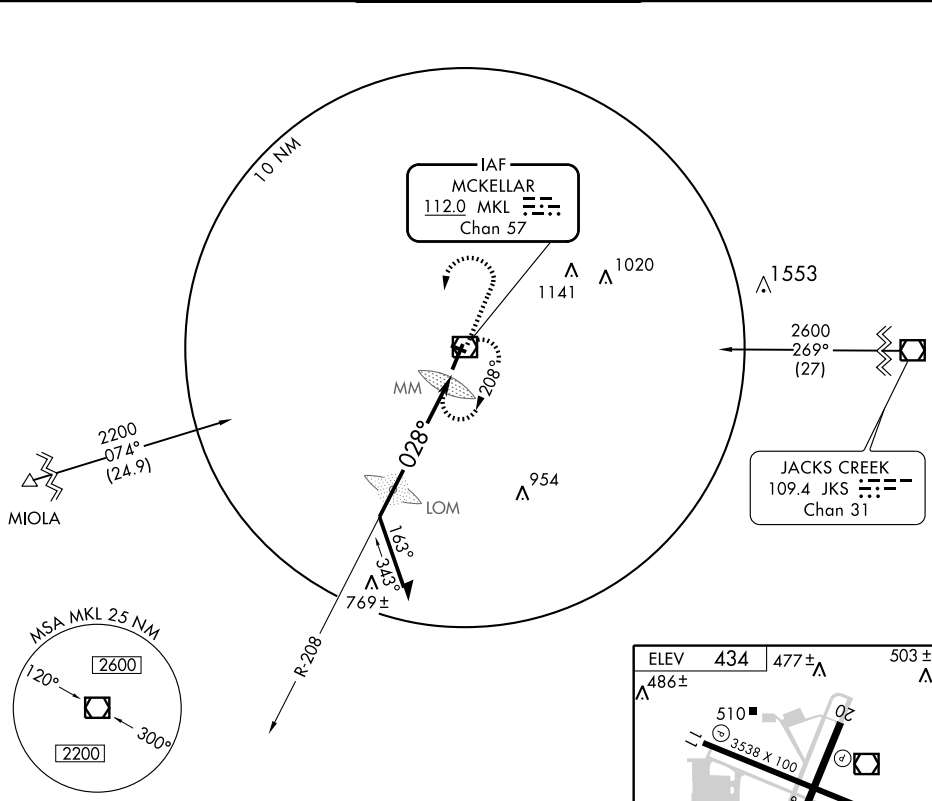 10 NM
IAF
MCKELLAR
112.0 MKL
Chan 57
1141
1020
1553
2600
269°
(27)
MM
208°
2200
074°
(24.9)
MIOLA
028°
LOM
954
JACKS CREEK
109.4 JKS
Chan 31
163°
343°
769±
R-208
MSA MKL 25 NM
120°
2600
300°
2200
ELEV 434
477±
503±
486±
510
20
P
11
3538 X 100
P